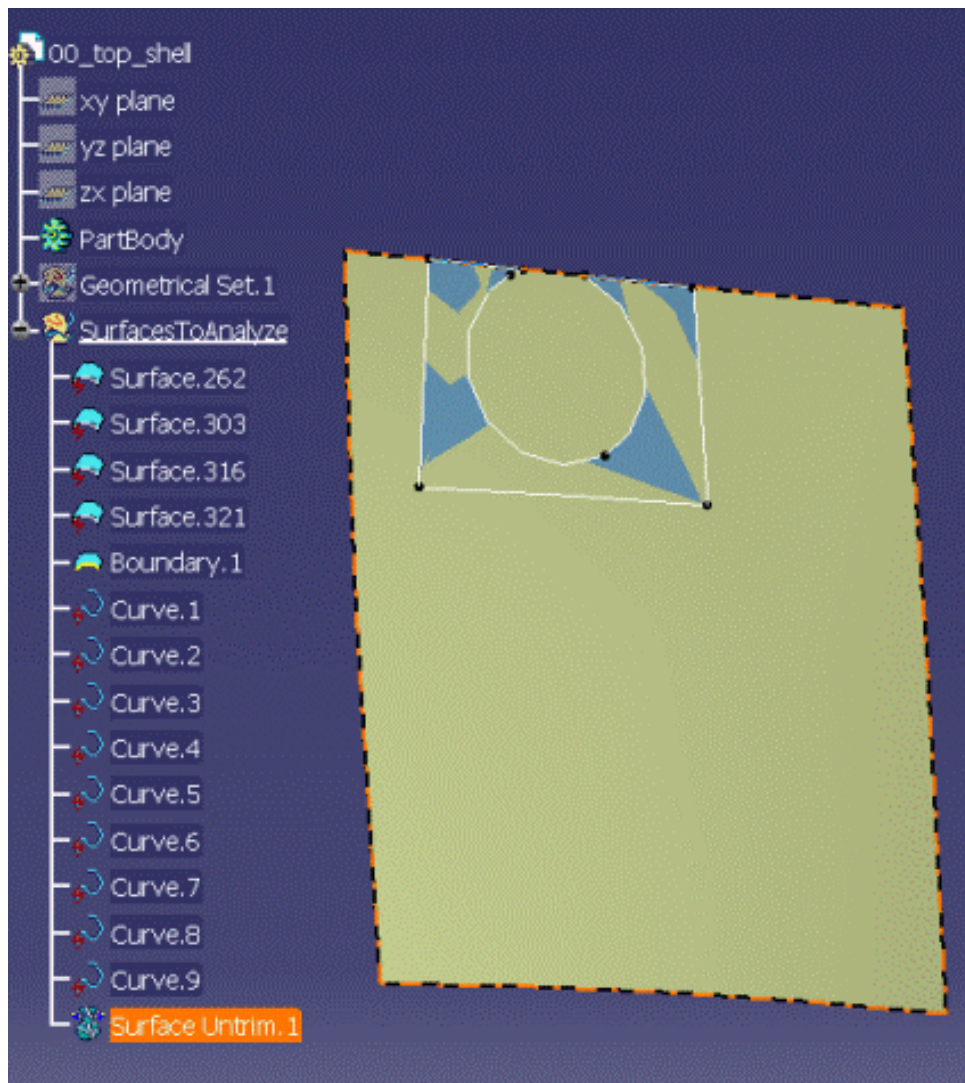 00_top_shell
xy plane
yz plane
zx plane
PartBody
Geometrical Set.1
SurfacesToAnalyze
Surface.262
Surface.303
Surface.316
Surface.321
Boundary.1
Curve.1
Curve.2
Curve.3
Curve.4
Curve.5
Curve.6
Curve.7
Curve.8
Curve.9
Surface Untrim.1